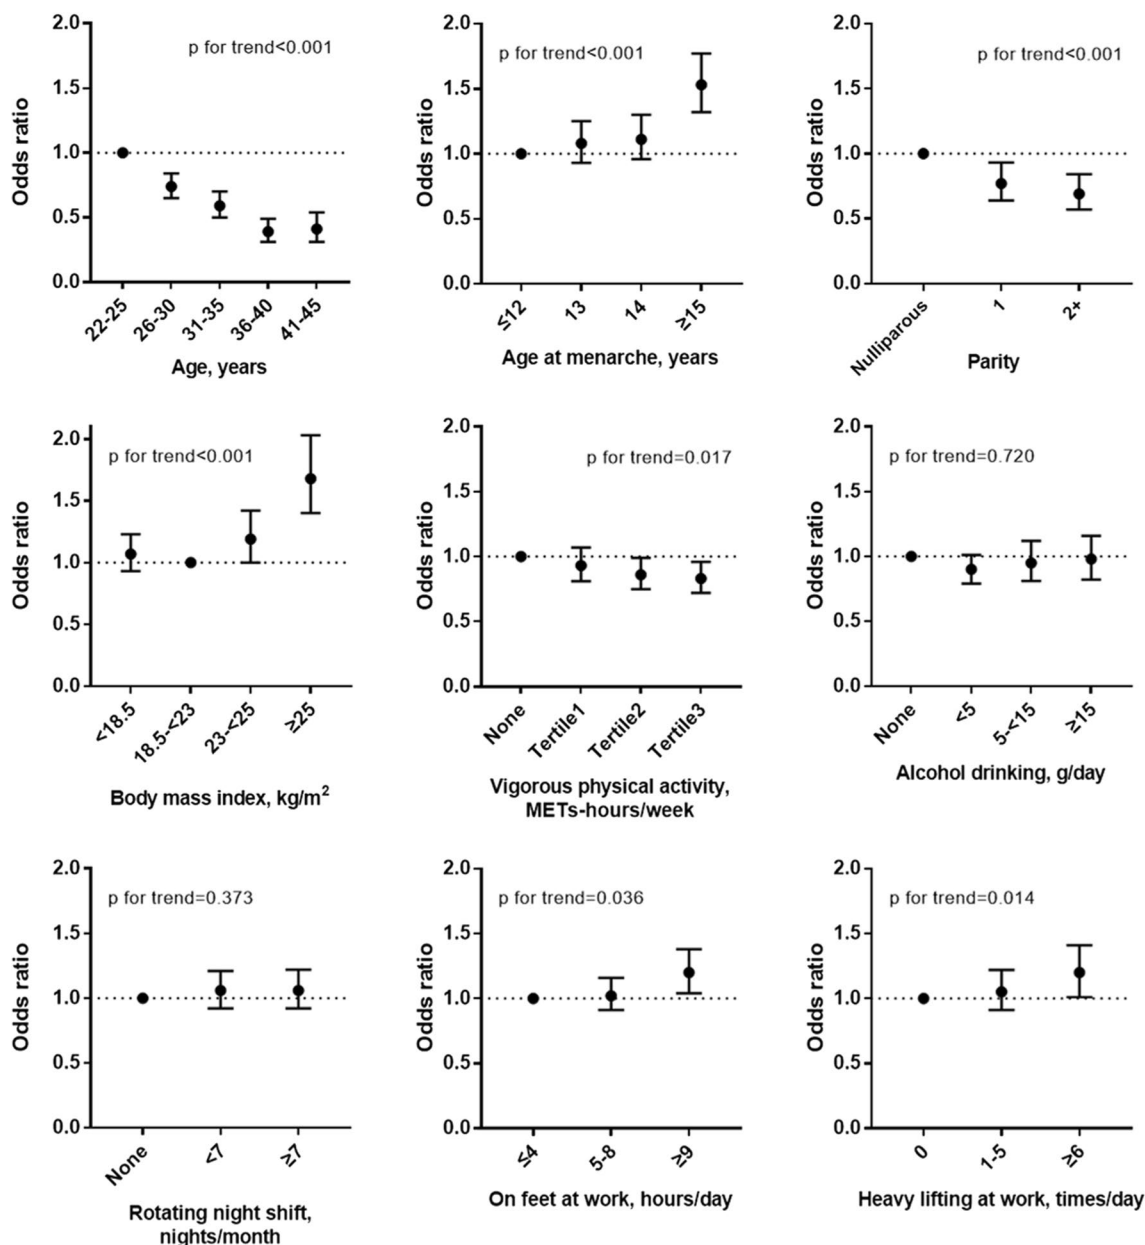 2.0
p for trend<0.001
1.5
1.0
0.5
0.0
Odds ratio
22-25
26-30
31-35
36-40
41-45
Age, years
2.0
p for trend<0.001
1.5
1.0
0.5
0.0
Odds ratio
≤12
13
14
≥15
Age at menarche, years
2.0
p for trend<0.001
1.5
1.0
0.5
0.0
Odds ratio
Nulliparous
1
2+
Parity
2.0
p for trend<0.001
1.5
1.0
0.5
0.0
Odds ratio
<18.5
18.5-<23
23-<25
≥25
Body mass index, kg/m²
2.0
p for trend=0.017
1.5
1.0
0.5
0.0
Odds ratio
None
Tertile1
Tertile2
Tertile3
Vigorous physical activity,
METs-hours/week
2.0
p for trend=0.720
1.5
1.0
0.5
0.0
Odds ratio
None
<5
5-<15
≥15
Alcohol drinking, g/day
2.0
p for trend=0.373
1.5
1.0
0.5
0.0
Odds ratio
None
<7
≥7
Rotating night shift,
nights/month
2.0
p for trend=0.036
1.5
1.0
0.5
0.0
Odds ratio
≤4
5-8
≥9
On feet at work, hours/day
2.0
p for trend=0.014
1.5
1.0
0.5
0.0
Odds ratio
0
1-5
≥6
Heavy lifting at work, times/day